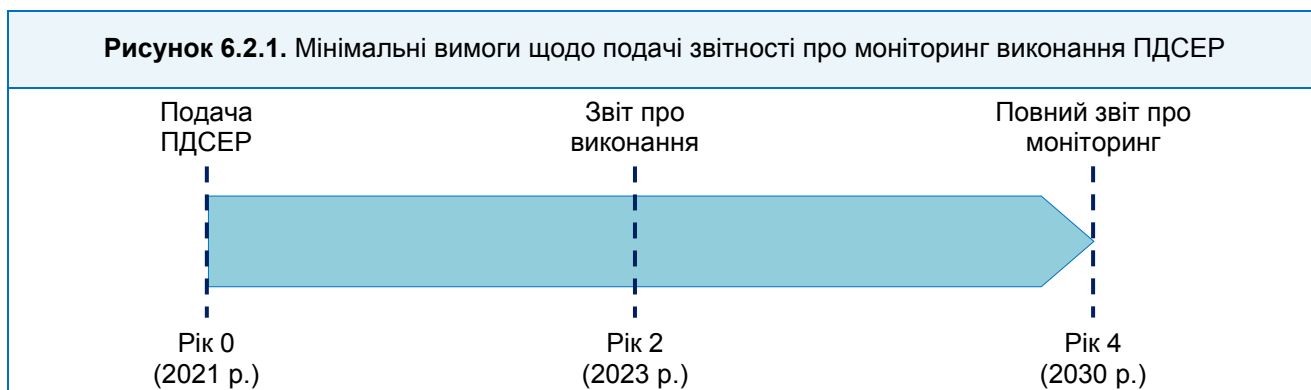 Рисунок 6.2.1. Мінімальні вимоги щодо подачі звітності про моніторинг виконання ПДСЕР
Подача
ПДСЕР
Звіт про
виконання
Повний звіт про
моніторинг
Рік 0
(2021 р.)
Рік 2
(2023 р.)
Рік 4
(2030 р.)